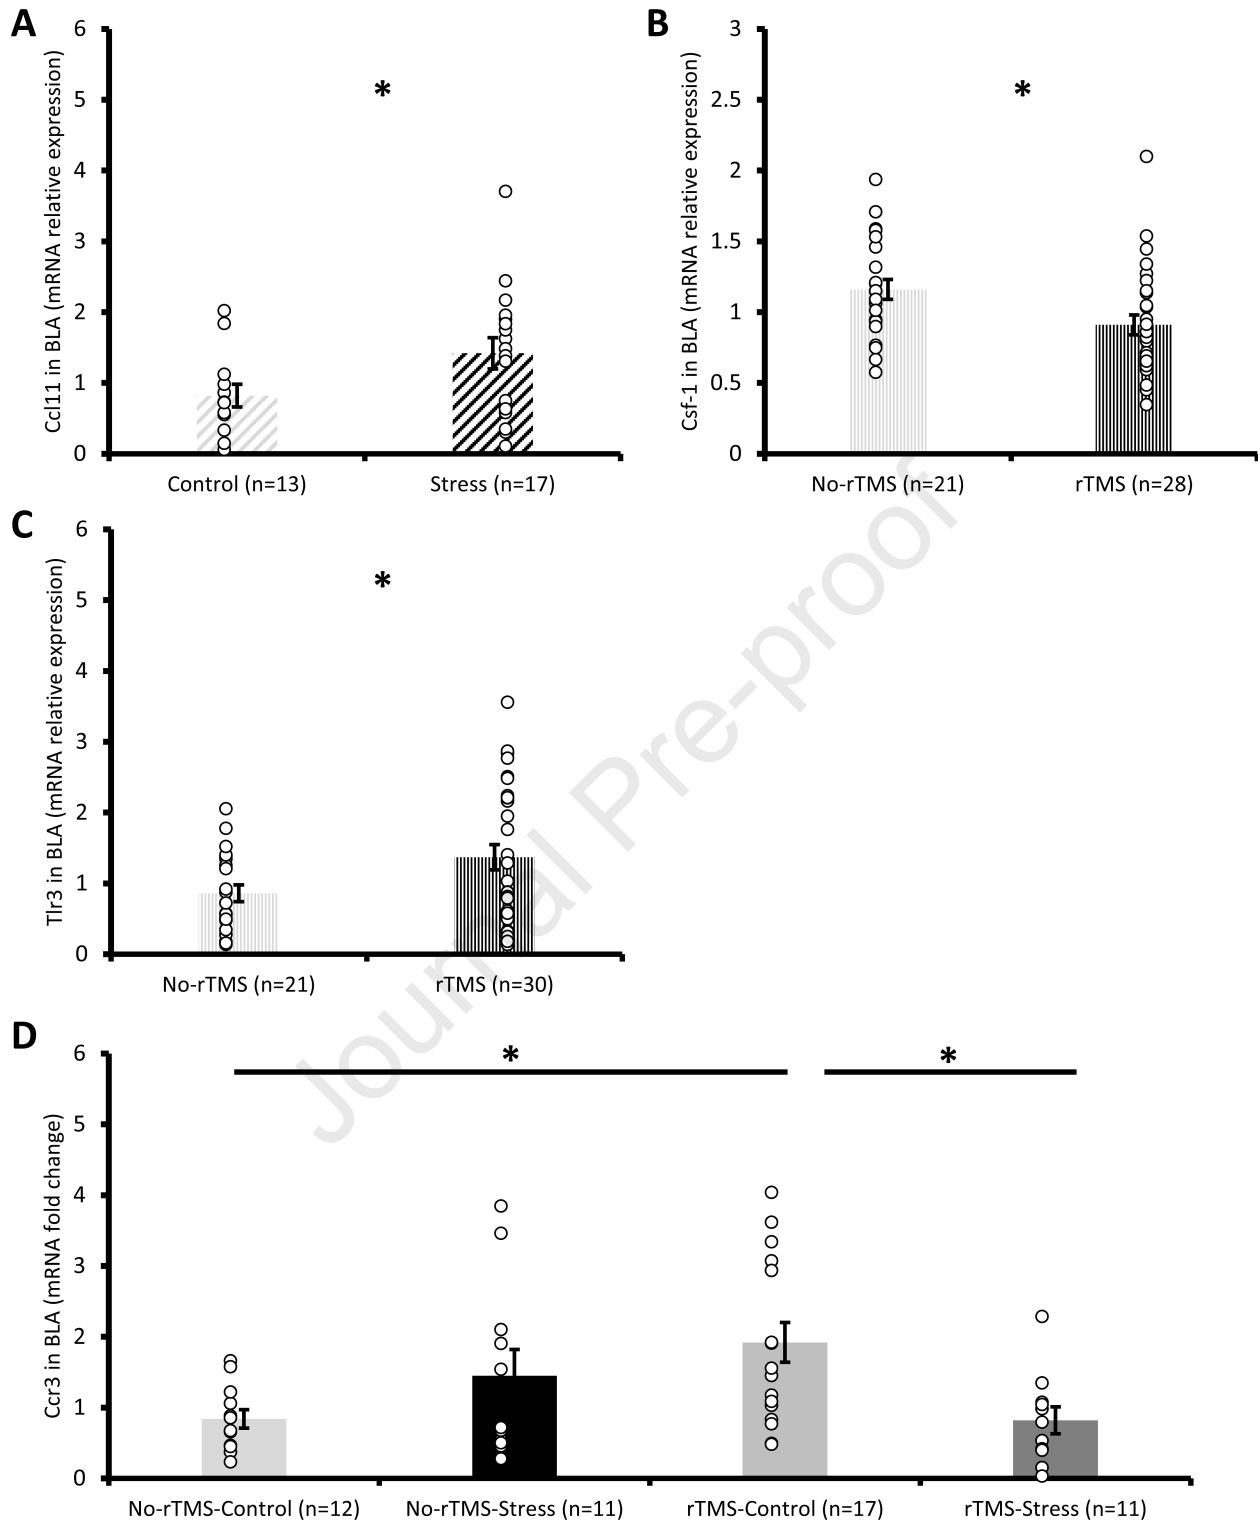 A
Ccl11 in BLA (mRNA relative expression)
6
5
4
3
2
1
0
*
Control (n=13)
Stress (n=17)
B
Csf-1 in BLA (mRNA relative expression)
3
2.5
2
1.5
1
0.5
0
*
No-rTMS (n=21)
rTMS (n=28)
C
Tlr3 in BLA (mRNA relative expression)
6
5
4
3
2
1
0
*
No-rTMS (n=21)
rTMS (n=30)
D
Ccr3 in BLA (mRNA fold change)
6
5
4
3
2
1
0
*
*
No-rTMS-Control (n=12)
No-rTMS-Stress (n=11)
rTMS-Control (n=17)
rTMS-Stress (n=11)
Journal Pre-proof